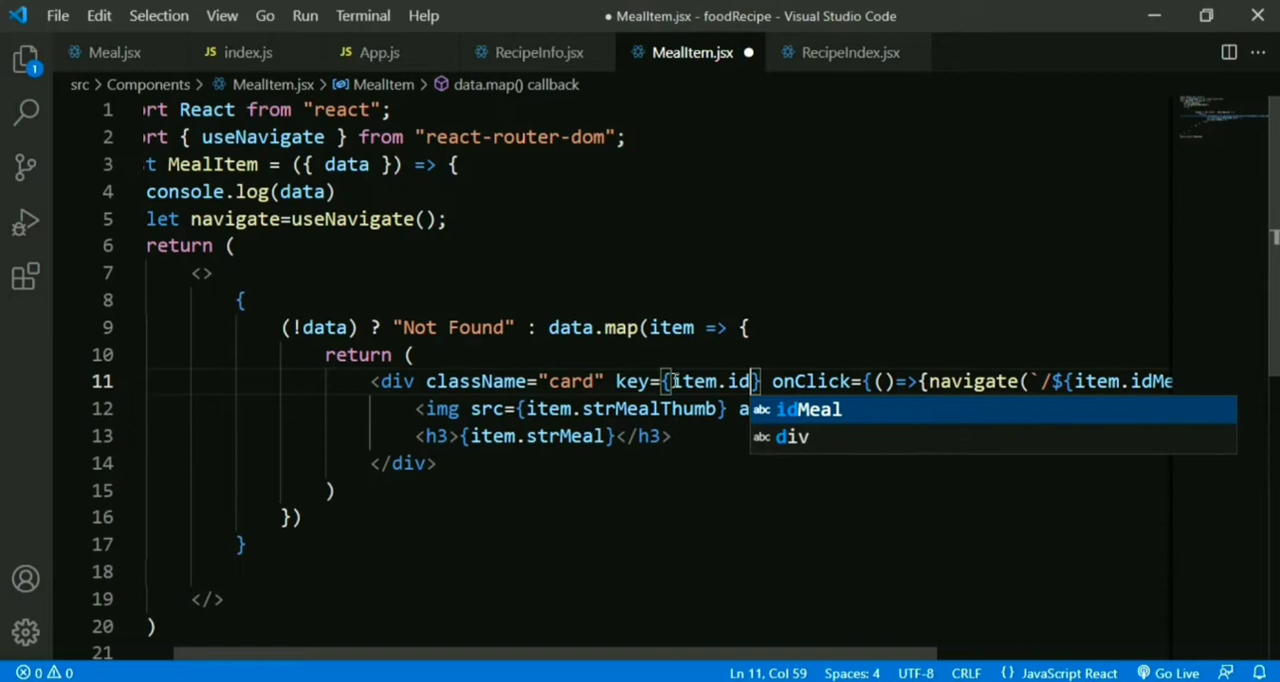 File Edit Selection View Go Run Terminal Help ● MealItem.jsx - foodRecipe - Visual Studio Code
Meal.jsx JS index.js JS App.js RecipeInfo.jsx MealItem.jsx ● RecipeIndex.jsx ···
1
src > Components > MealItem.jsx > MealItem > data.map() callback
1 ort React from "react";
2 ort { useNavigate } from "react-router-dom";
3 t MealItem = ({ data }) => {
4 console.log(data)
5 let navigate=useNavigate();
6 return (
7 <>
8 {
9 (!data) ? "Not Found" : data.map(item => {
10 return (
11 <div className="card" key={item.id} onClick={()=>{navigate(`/${item.idMe
12 <img src={item.strMealThumb} a
abc idMeal
13 <h3>{item.strMeal}</h3>
abc div
14 </div>
15 )
16 })
17 }
18
19 </>
20 )
21
0 0 Ln 11, Col 59 Spaces: 4 UTF-8 CRLF {} JavaScript React Go Live